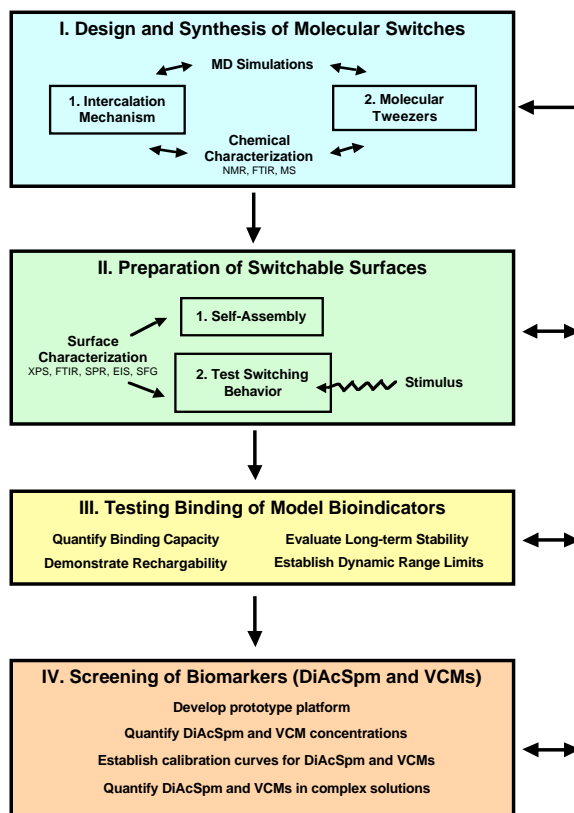 I. Design and Synthesis of Molecular Switches
MD Simulations
1. Intercalation
Mechanism
2. Molecular
Tweezers
Chemical
Characterization
NMR, FTIR, MS
II. Preparation of Switchable Surfaces
1. Self-Assembly
Surface
Characterization
XPS, FTIR, SPR, EIS, SFG
2. Test Switching
Behavior
Stimulus
III. Testing Binding of Model Bioindicators
Quantify Binding Capacity
Evaluate Long-term Stability
Demonstrate Rechargability
Establish Dynamic Range Limits
IV. Screening of Biomarkers (DiAcSpm and VCMs)
Develop prototype platform
Quantify DiAcSpm and VCM concentrations
Establish calibration curves for DiAcSpm and VCMs
Quantify DiAcSpm and VCMs in complex solutions